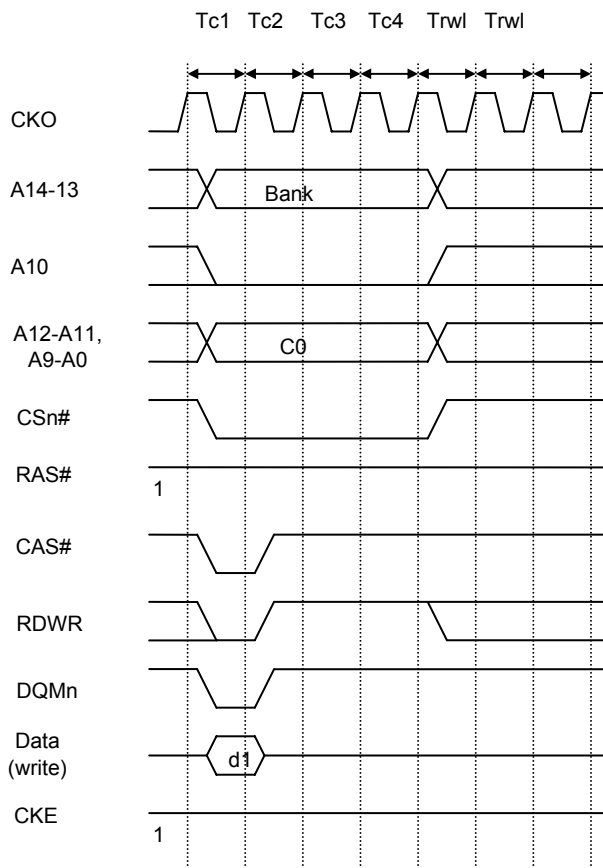 Tc1 Tc2 Tc3 Tc4 Trwl Trwl
CKO
A14-13
Bank
A10
A12-A11,
A9-A0
C0
CSn#
RAS#
1
CAS#
RDWR
DQMn
Data
(write)
d1
CKE
1